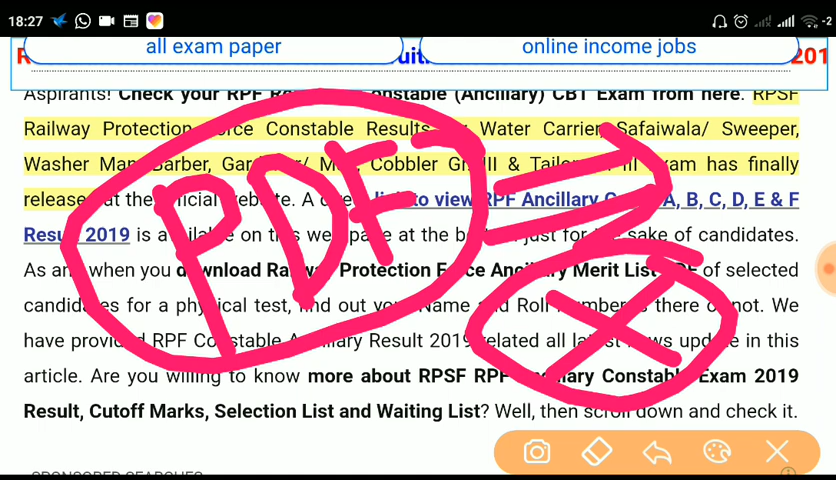 18:27
-2
all exam paper
online income jobs
201
Aspirants! Check your RPF Constable (Ancillary) CBT Exam from here. RPSF
Railway Protection Constable Results Water Carrier, Safaiwala/ Sweeper,
Washer Man, Barber, Cobbler & Exam has finally
released at the website. A link to view RPF Ancillary A, B, C, D, E & F
Result 2019 is available on this web page at the just for sake of candidates.
As and when you download Railway Protection Force Ancillary Merit List PDF of selected
candidates for a physical test, find out your Name and Roll Number is there or not. We
have provided RPF Constable Ancillary Result 2019 related all latest news update in this
article. Are you willing to know more about RPSF RPF Ancillary Constable Exam 2019
Result, Cutoff Marks, Selection List and Waiting List? Well, then scroll down and check it.
PDF
SPONSORED SEARCHES